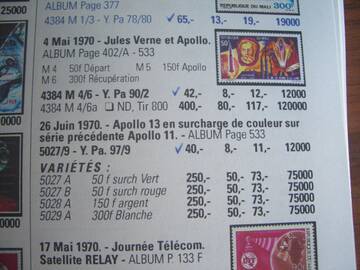 ALBUM Page 377
4384 M 1/3 - Y. Pa 78/80 65,- 13,- 19,- 19000
REPUBLIQUE DU MALI
25000
4 Mai 1970 - Jules Verne et Apollo.
ALBUM Page 402/A - 533
M 4 50f Départ M 5 150f Apollo
M 6 300f Récupération
4384 M 4/6 Y. Pa 90/2 42,- 8,- 12,- 12000
4384 M 4/6a ND, Tir 800 400,- 80,- 117,- 120000
26 Juin 1970. - Apollo 13 en surcharge de couleur sur
série précédente Apollo 11. - ALBUM Page 533
5027/9 - Y. Pa. 97/9 40,- 8,- 11,- 12000
VARIÉTÉS :
5027 A 50 f surch Vert 250,- 50,- 73,- 75000
5027 B 50 f surch rouge 250,- 50,- 73,- 75000
5028 A 150 f argent 250,- 50,- 73,- 75000
5029 A 300f Blanche 250,- 50,- 73,- 75000
17 Mai 1970. - Journée Télécom.
Satellite RELAY - ALBUM P. 133 F